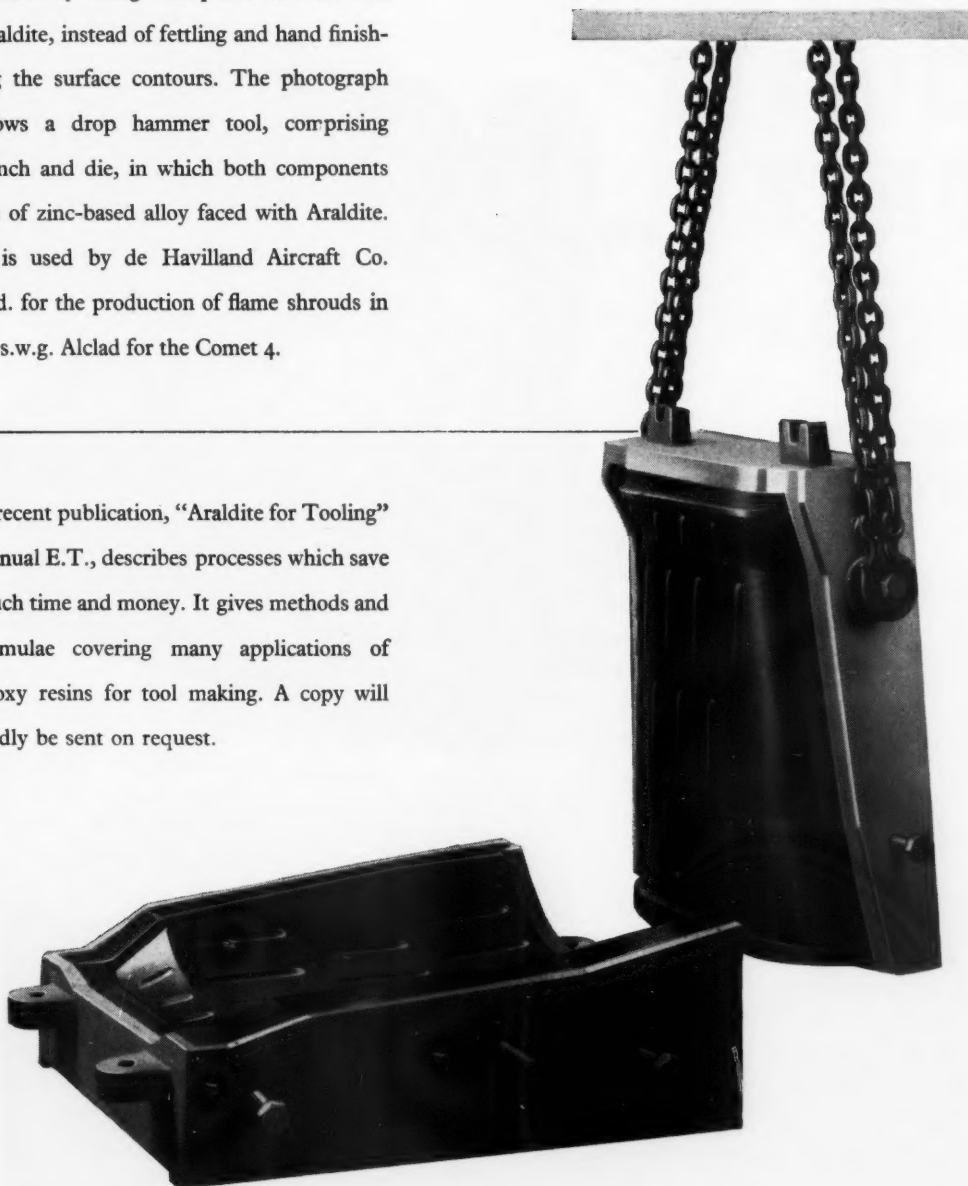 aldite, instead of fettling and hand finish-
g the surface contours. The photograph
ows a drop hammer tool, comprising
nch and die, in which both components
of zinc-based alloy faced with Araldite.
is used by de Havilland Aircraft Co.
d. for the production of flame shrouds in
s.w.g. Alclad for the Comet 4.
recent publication, “Araldite for Tooling”
nual E.T., describes processes which save
uch time and money. It gives methods and
mulae covering many applications of
oxy resins for tool making. A copy will
dly be sent on request.